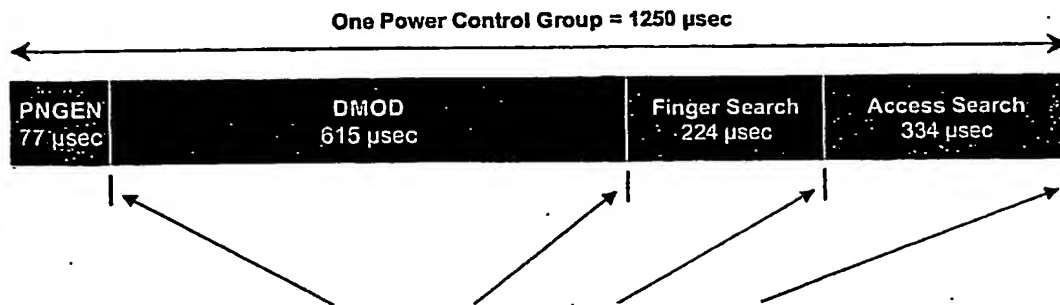 One Power Control Group = 1250 µsec
PNGEN DMOD Finger Search Access Search
77 µsec 615 µsec 224 µsec 334 µsec